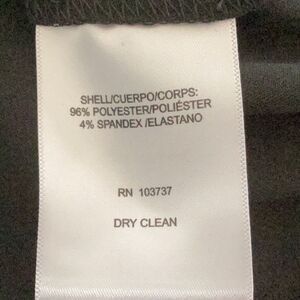 SHELL/CUERPO/CORPS:
96% POLYESTER/POLIÉSTER
4% SPANDEX /ELASTANO
RN 103737
DRY CLEAN